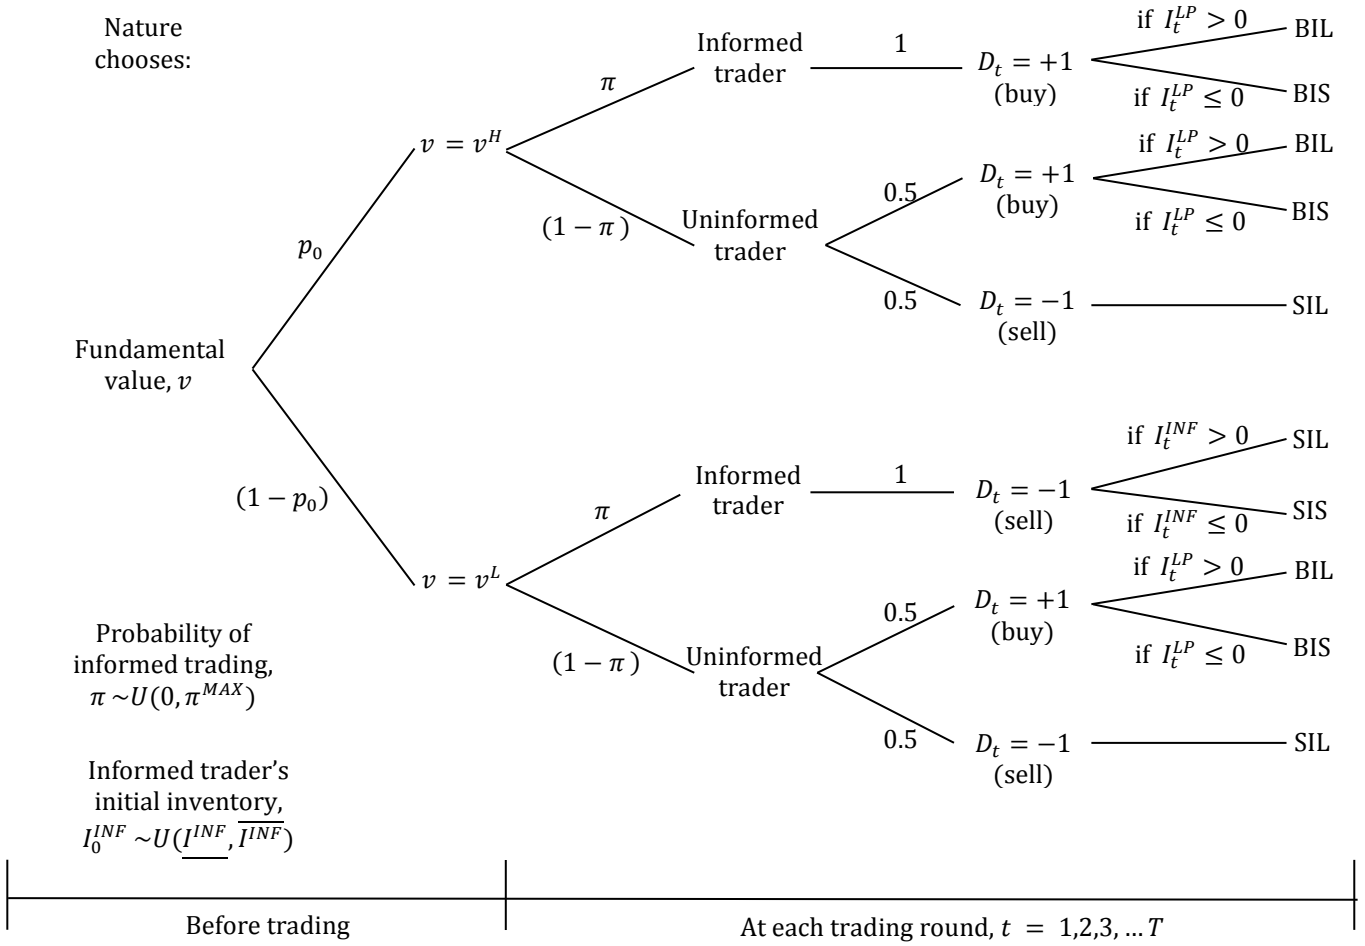 Nature
chooses:
Fundamental
value, v
p₀
(1 − p₀)
v = v^H
v = v^L
π
(1 − π)
Informed
trader
1
D_t = +1
(buy)
if I_t^{LP} > 0
BIL
if I_t^{LP} ≤ 0
BIS
Uninformed
trader
0.5
D_t = +1
(buy)
if I_t^{LP} > 0
BIL
if I_t^{LP} ≤ 0
BIS
0.5
D_t = −1
(sell)
SIL
π
(1 − π)
Informed
trader
1
D_t = −1
(sell)
if I_t^{INF} > 0
SIL
if I_t^{INF} ≤ 0
SIS
Uninformed
trader
0.5
D_t = +1
(buy)
if I_t^{LP} > 0
BIL
if I_t^{LP} ≤ 0
BIS
0.5
D_t = −1
(sell)
SIL
Probability of
informed trading,
π ~U(0, π^{MAX})
Informed trader's
initial inventory,
I_0^{INF} ~U(\underline{I^{INF}}, \overline{I^{INF}})
Before trading
At each trading round, t = 1,2,3, … T